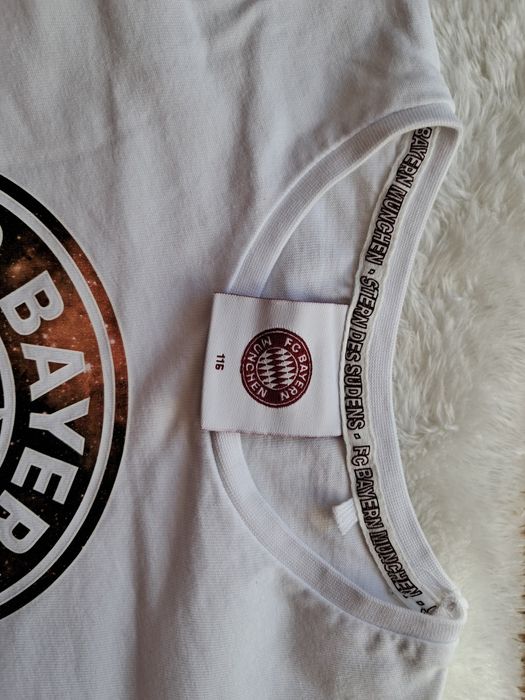 BAYER
FC BAYERN
MÜNCHEN
116
BAYERN MÜNCHEN · STERN DES SÜDENS · FC BAYERN MÜNCHEN ·